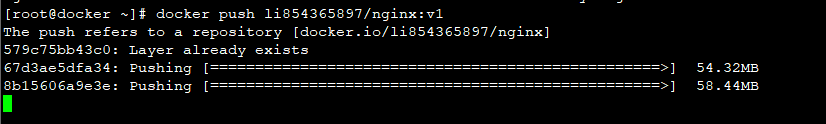 [root@docker ~]# docker push li854365897/nginx:v1
The push refers to a repository [docker.io/li854365897/nginx]
579c75bb43c0: Layer already exists
67d3ae5dfa34: Pushing [==================================================>]  54.32MB
8b15606a9e3e: Pushing [==================================================>]  58.44MB